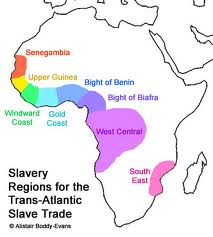 Senegambia
Upper Guinea
Bight of Benin
Bight of Biafra
Windward
Coast
Gold
Coast
West Central
South
East
Slavery
Regions for the
Trans-Atlantic
Slave Trade
© Alistair Boddy-Evans